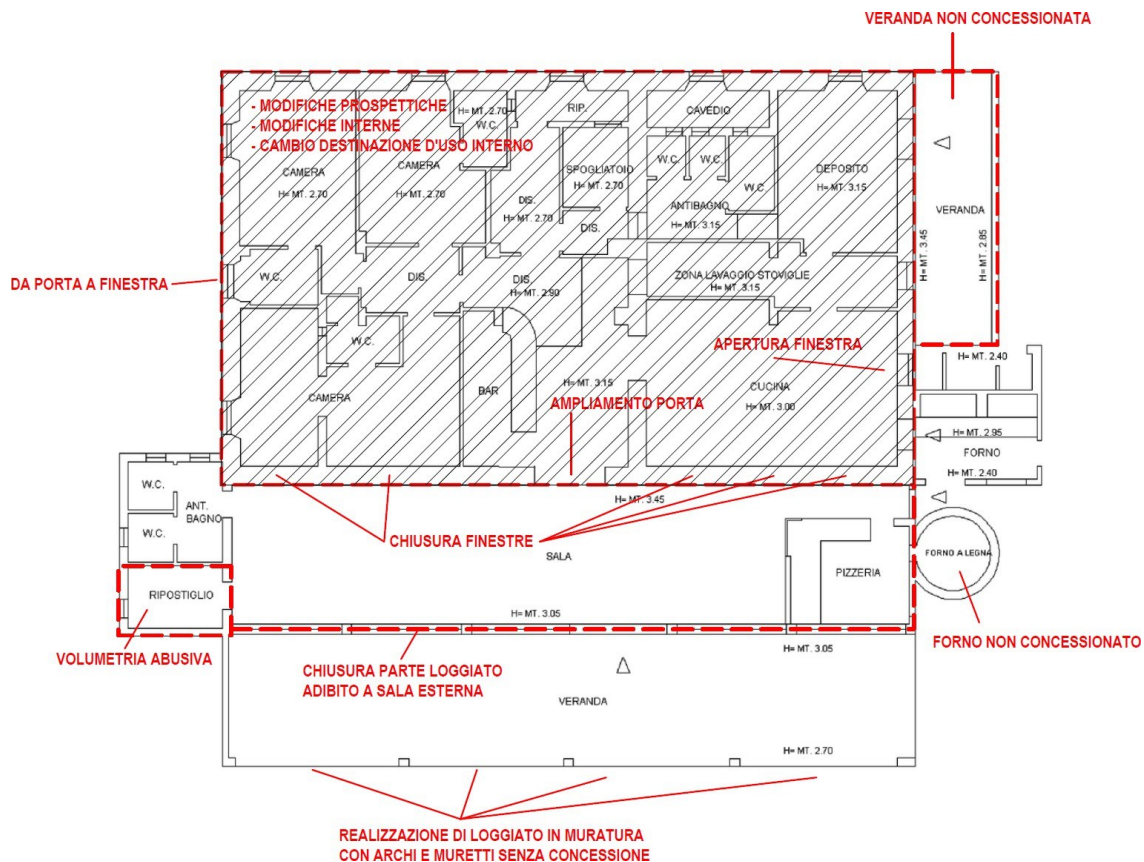 VERANDA NON CONCESSIONATA
- MODIFICHE PROSPETTICHE
- MODIFICHE INTERNE
- CAMBIO DESTINAZIONE D'USO INTERNO
H= MT. 2.70
W.C.
RIP.
CAVEDIO
CAMERA
H= MT. 2.70
CAMERA
H= MT. 2.70
SPOGLIATOIO
H= MT. 2.70
DIS.
H= MT. 2.70
DIS.
W.C.
W.C.
W.C
ANTIBAGNO
H= MT. 3.15
DEPOSITO
H= MT. 3.15
VERANDA
H= MT. 3.45
H= MT. 2.85
DA PORTA A FINESTRA
W.C.
DIS.
DIS.
H= MT. 2.90
ZONA LAVAGGIO STOVIGLIE
H= MT. 3.15
W.C.
APERTURA FINESTRA
H= MT. 2.40
CAMERA
BAR
H= MT. 3.15
AMPLIAMENTO PORTA
CUCINA
H= MT. 3.00
H= MT. 2.95
FORNO
H= MT. 2.40
W.C.
ANT.
BAGNO
W.C.
H= MT. 3.45
CHIUSURA FINESTRE
SALA
FORNO A LEGNA
PIZZERIA
RIPOSTIGLIO
H= MT. 3.05
VOLUMETRIA ABUSIVA
CHIUSURA PARTE LOGGIATO
ADIBITO A SALA ESTERNA
H= MT. 3.05
FORNO NON CONCESSIONATO
VERANDA
H= MT. 2.70
REALIZZAZIONE DI LOGGIATO IN MURATURA
CON ARCHI E MURETTI SENZA CONCESSIONE